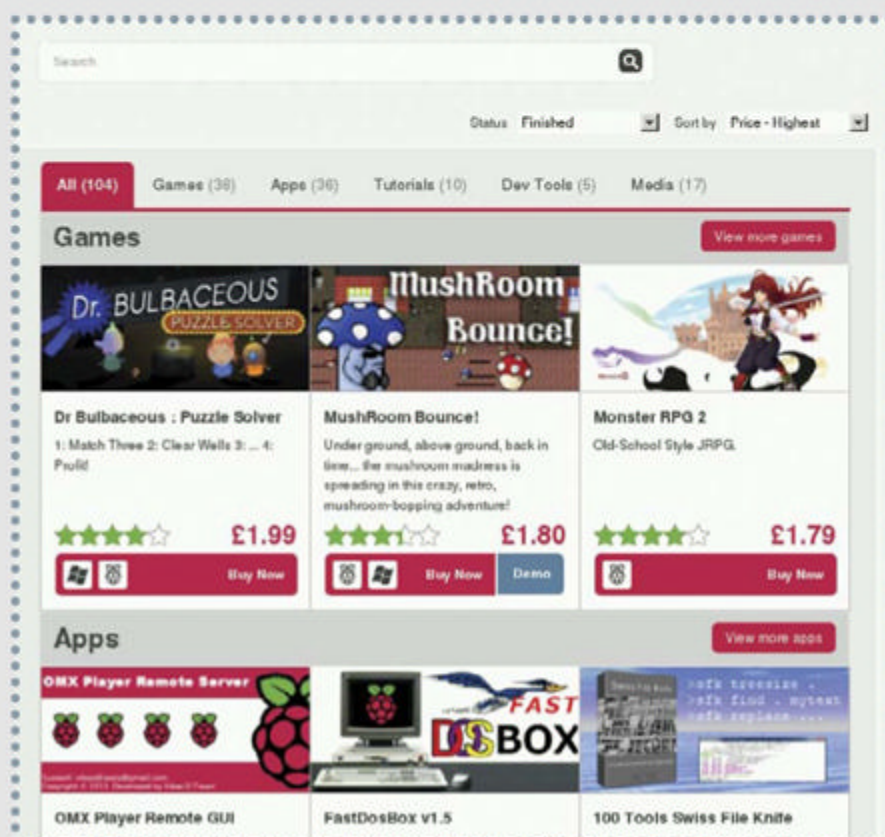 Search
Status Finished Sort by Price - Highest
All (104) Games (38) Apps (36) Tutorials (10) Dev Tools (5) Media (17)
Games View more games
Dr. BULBACEOUS
PUZZLE SOLVER
MushRoom
Bounce!
Dr Bulbaceous : Puzzle Solver
1: Match Three 2: Clear Wells 3: ... 4:
Profit!
£1.99
Buy Now
MushRoom Bounce!
Under ground, above ground, back in
time... the mushroom madness is
spreading in this crazy, retro,
mushroom-bopping adventure!
£1.80
Buy Now Demo
Monster RPG 2
Old-School Style JRPG.
£1.79
Buy Now
Apps View more apps
OMX Player Remote Server
FAST
DOSBOX
Swiss File Knife
>sfk treesize .
>sfk find . mytext
>sfk replace ...
OMX Player Remote GUI
FastDosBox v1.5
100 Tools Swiss File Knife